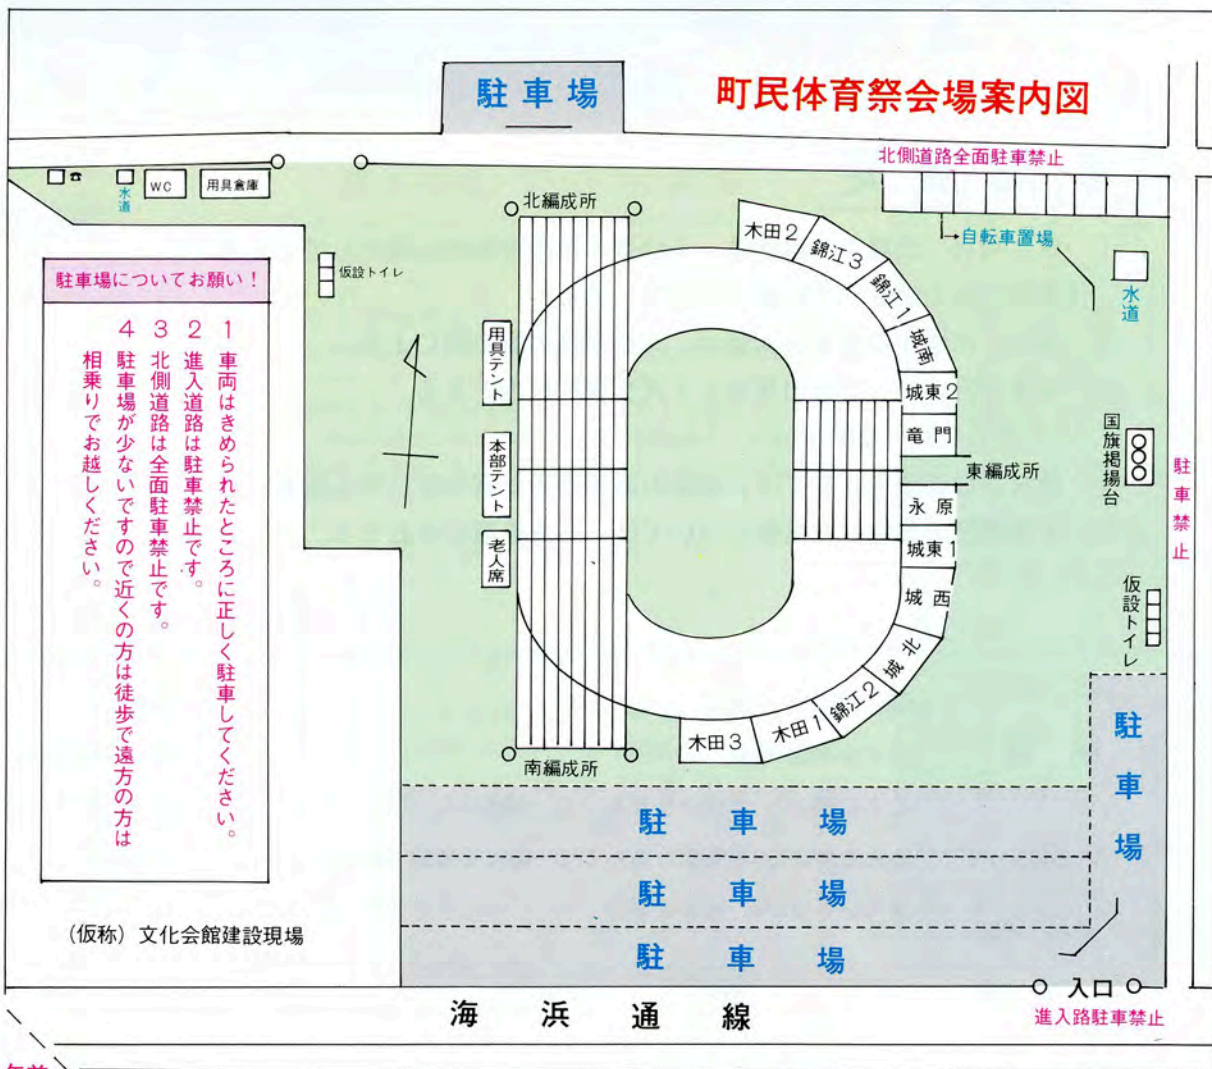 町民体育祭会場案内図
駐車場
北側道路全面駐車禁止
自転車置場
水道
WC
用具倉庫
水道
仮設トイレ
駐車場についてお願い！
1 車両はきめられたところに正しく駐車してください。
2 進入道路は駐車禁止です。
3 北側道路は全面駐車禁止です。
4 駐車場が少ないですので近くの方は徒歩で遠方の方は
相乗りでお越しください。
北編成所
用具テント
本部テント
老人席
南編成所
木田2
錦江3
錦江1
城南
城東2
竜門
東編成所
永原
城東1
城西
城北
錦江2
木田1
木田3
国旗掲揚台
駐車禁止
仮設トイレ
駐車場
駐車場
駐車場
駐車場
(仮称)文化会館建設現場
入口
進入路駐車禁止
海浜通線